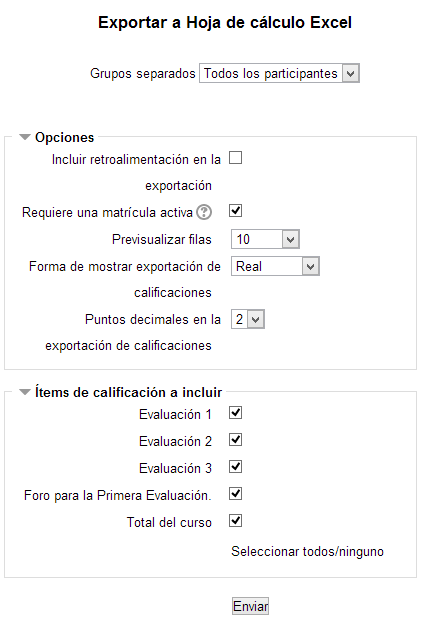 Exportar a Hoja de cálculo Excel
Grupos separados Todos los participantes
Opciones
Incluir retroalimentación en la
exportación
Requiere una matrícula activa ?
Previsualizar filas 10
Forma de mostrar exportación de Real
calificaciones
Puntos decimales en la 2
exportación de calificaciones
Ítems de calificación a incluir
Evaluación 1
Evaluación 2
Evaluación 3
Foro para la Primera Evaluación.
Total del curso
Seleccionar todos/ninguno
Enviar